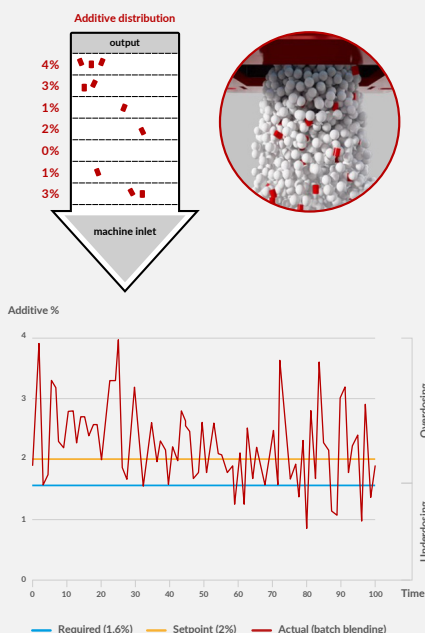 Additive distribution
output
4%
3%
1%
2%
0%
1%
3%
machine inlet
Additive %
4
3
2
1
0
0 10 20 30 40 50 60 70 80 90 100 Time
Overdosing
Underdosing
Required (1,6%) Setpoint (2%) Actual (batch blending)